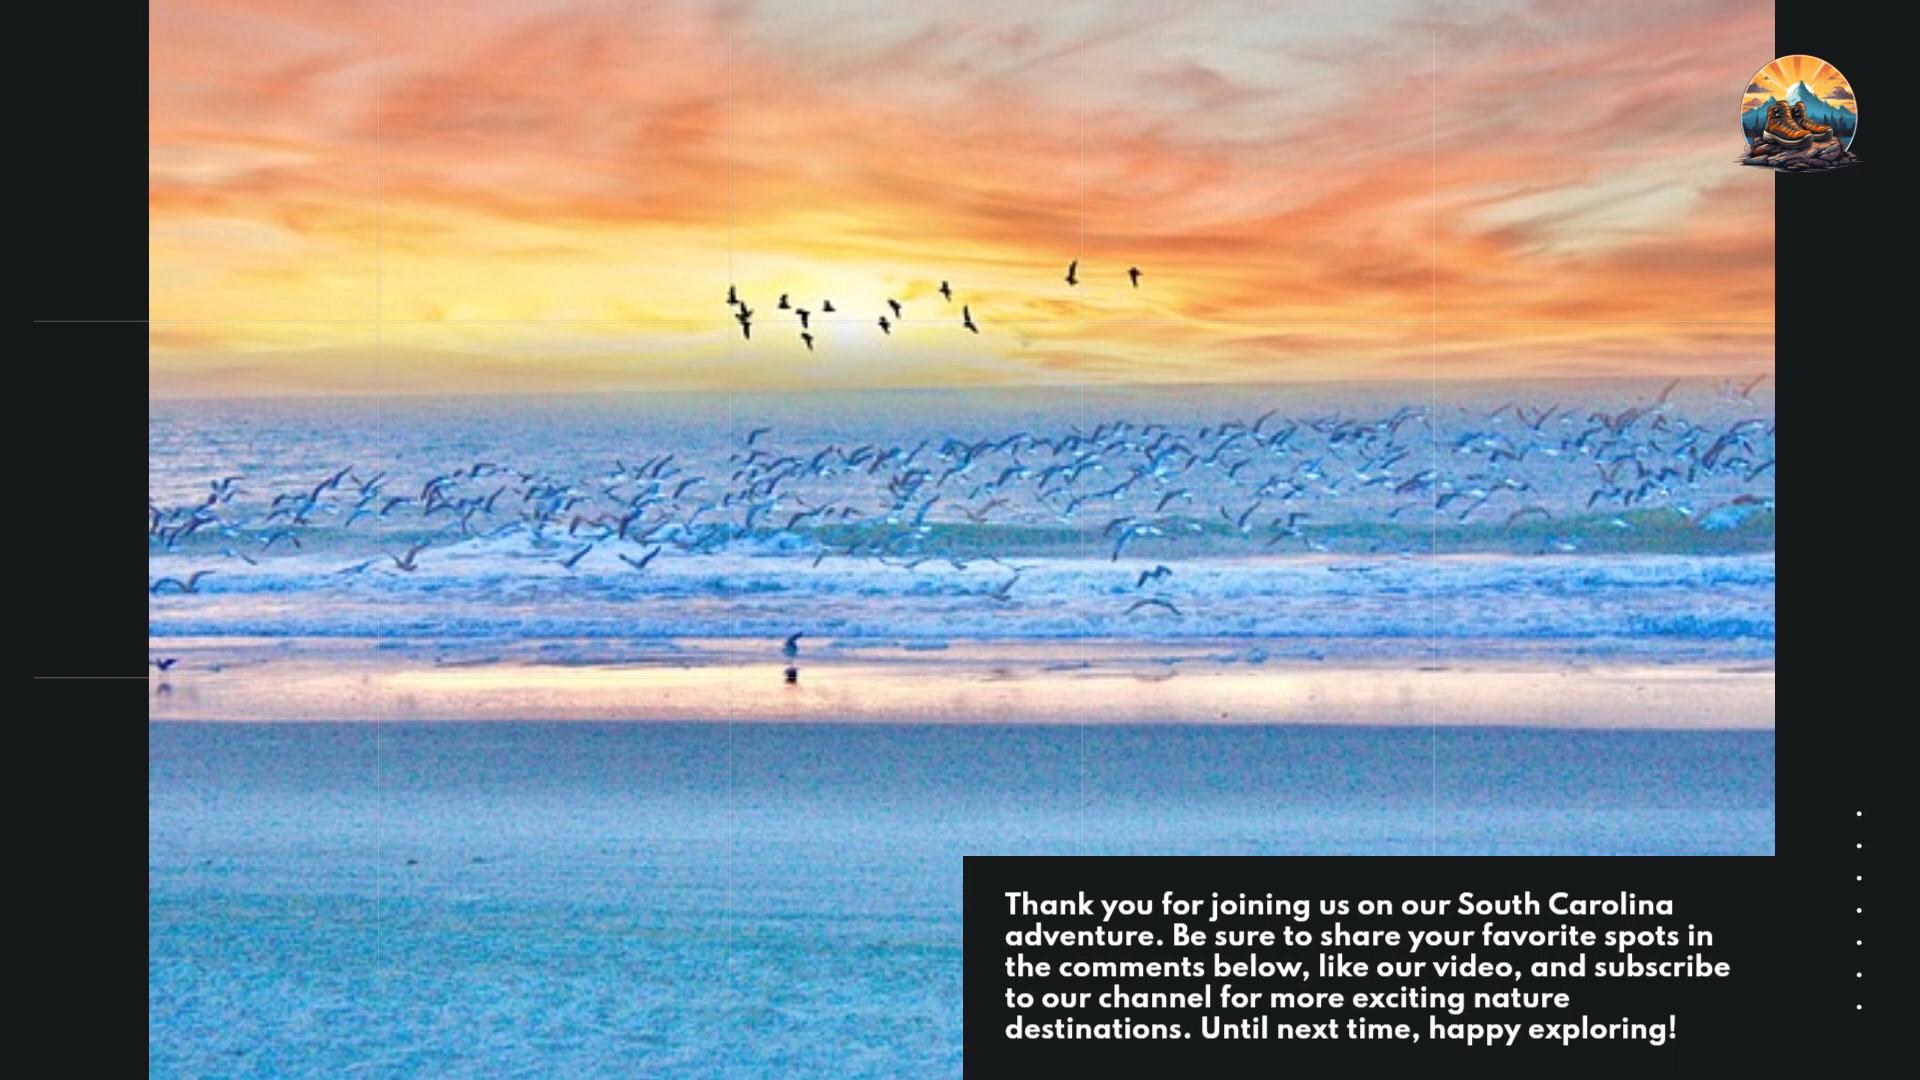 Thank you for joining us on our South Carolina
adventure. Be sure to share your favorite spots in
the comments below, like our video, and subscribe
to our channel for more exciting nature
destinations. Until next time, happy exploring!